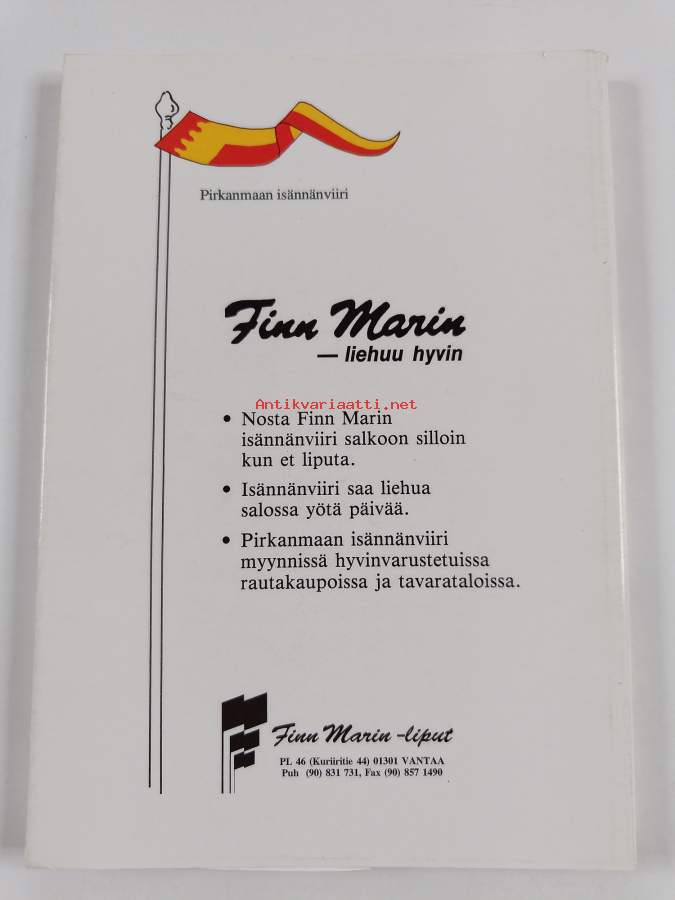 Pirkanmaan isännänviiri
Finn Marin
— liehuu hyvin
Antikvariaatti.net
• Nosta Finn Marin
isännänviiri salkoon silloin
kun et liputa.
• Isännänviiri saa liehua
salossa yötä päivää.
• Pirkanmaan isännänviiri
myynnissä hyvinvarustetuissa
rautakaupoissa ja tavarataloissa.
Finn Marin -liput
PL 46 (Kuriiritie 44) 01301 VANTAA
Puh (90) 831 731, Fax (90) 857 1490